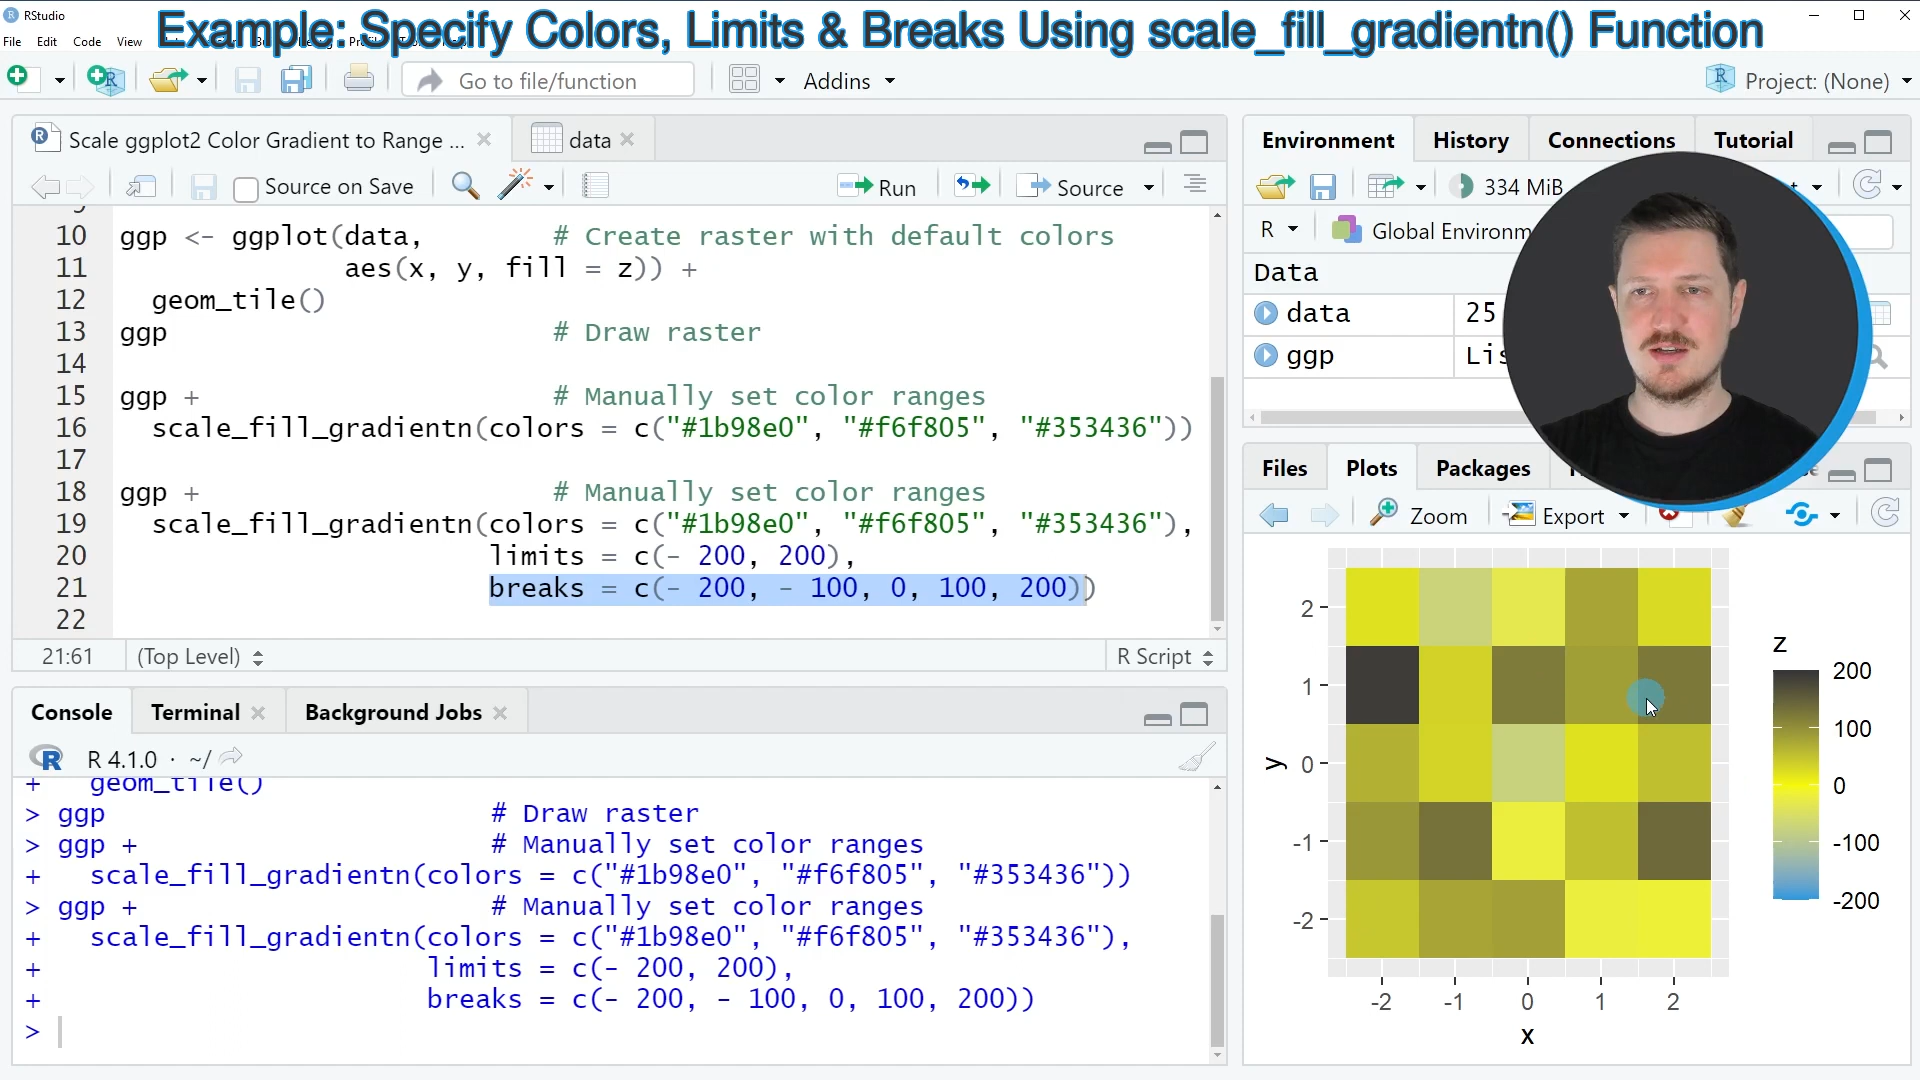 RStudio
Example: Specify Colors, Limits & Breaks Using scale_fill_gradientn() Function
File Edit Code View
Go to file/function
Addins
Project: (None)
Scale ggplot2 Color Gradient to Range ...
data
Source on Save
Run
Source
10 ggp <- ggplot(data, # Create raster with default colors
11 aes(x, y, fill = z)) +
12 geom_tile()
13 ggp # Draw raster
14
15 ggp + # Manually set color ranges
16 scale_fill_gradientn(colors = c("#1b98e0", "#f6f805", "#353436"))
17
18 ggp + # Manually set color ranges
19 scale_fill_gradientn(colors = c("#1b98e0", "#f6f805", "#353436"),
20 limits = c(- 200, 200),
21 breaks = c(- 200, - 100, 0, 100, 200))
22
21:61 (Top Level) R Script
Console Terminal Background Jobs
R 4.1.0 · ~/
+ geom_tile()
> ggp # Draw raster
> ggp + # Manually set color ranges
+ scale_fill_gradientn(colors = c("#1b98e0", "#f6f805", "#353436"))
> ggp + # Manually set color ranges
+ scale_fill_gradientn(colors = c("#1b98e0", "#f6f805", "#353436"),
+ limits = c(- 200, 200),
+ breaks = c(- 200, - 100, 0, 100, 200))
>
Environment History Connections Tutorial
334 MiB
R Global Environm
Data
data 25
ggp Lis
Files Plots Packages
Zoom Export
2
1
0
-1
-2
y
-2 -1 0 1 2
x
z
200
100
0
-100
-200